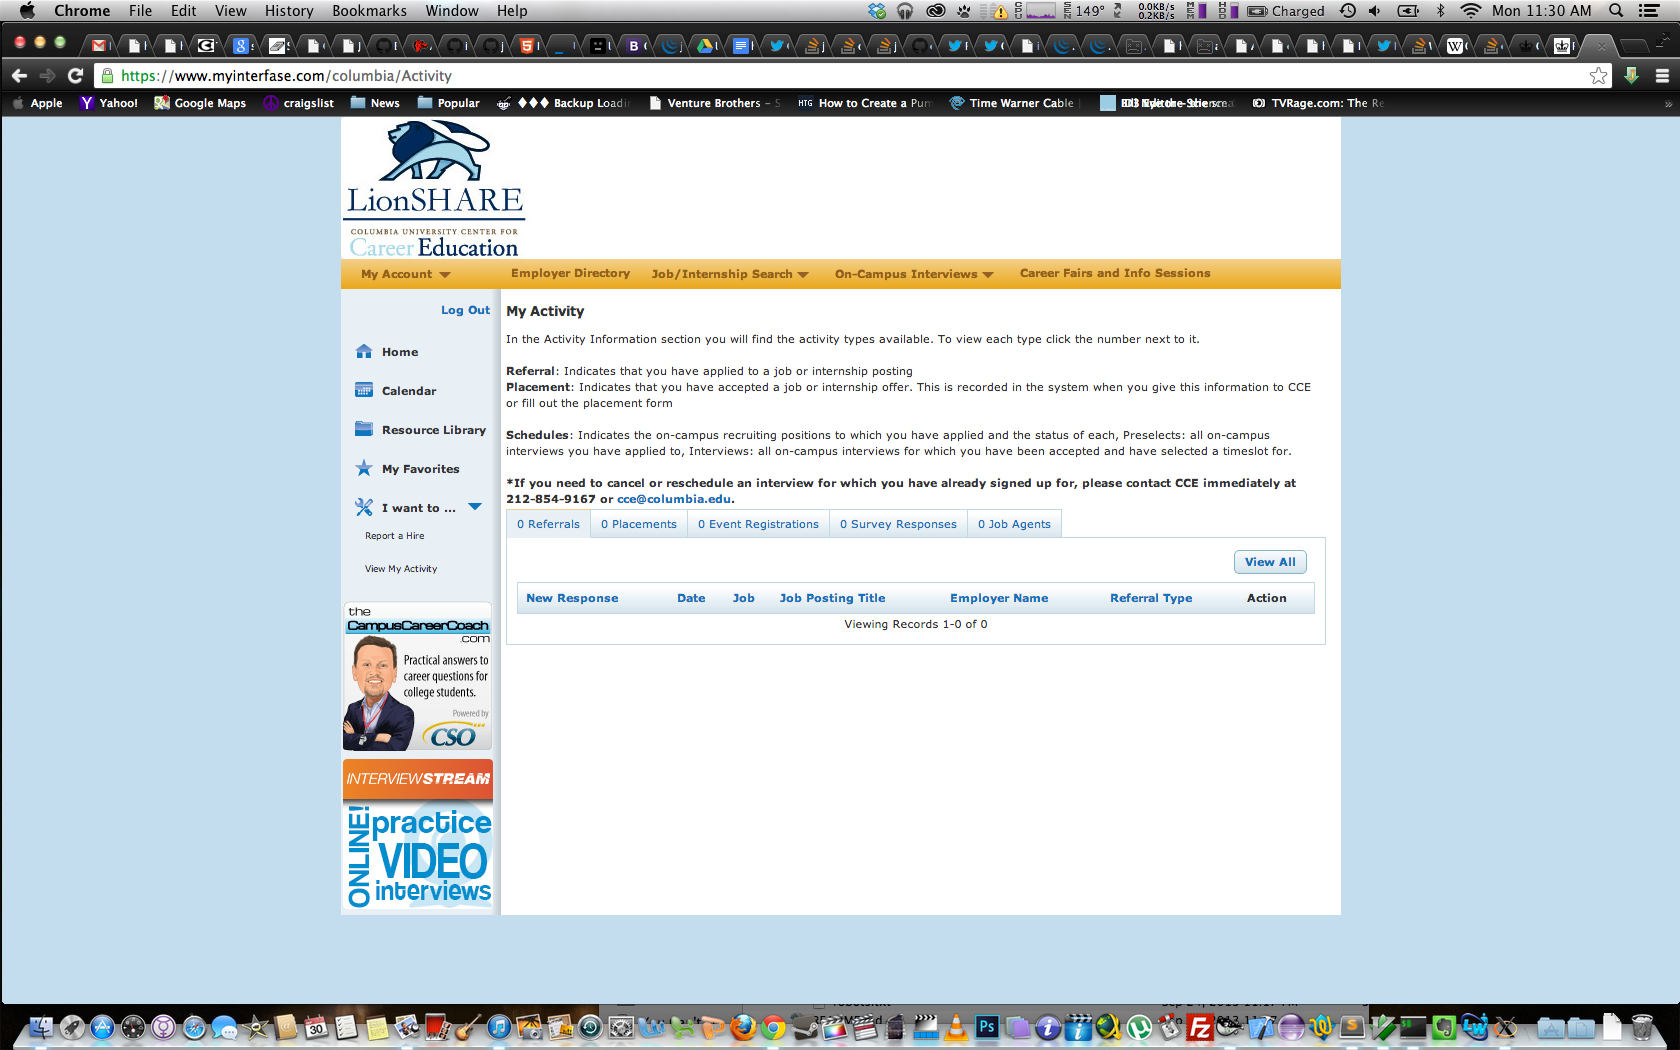 Chrome File Edit View History Bookmarks Window Help
149° 0.0KB/s 0.2KB/s Charged Mon 11:30 AM
https://www.myinterfase.com/columbia/Activity
Apple Yahoo! Google Maps craigslist News Popular ♦♦♦ Backup Loadin Venture Brothers – S HTG How to Create a Pum Time Warner Cable TVRage.com: The Re
LionSHARE
COLUMBIA UNIVERSITY CENTER FOR
Career Education
My Account Employer Directory Job/Internship Search On-Campus Interviews Career Fairs and Info Sessions
Log Out
Home
Calendar
Resource Library
My Favorites
I want to ...
Report a Hire
View My Activity
the
CampusCareerCoach
.com
Practical answers to
career questions for
college students.
Powered by
CSO
INTERVIEWSTREAM
ONLINE!
practice
VIDEO
interviews
My Activity
In the Activity Information section you will find the activity types available. To view each type click the number next to it.
Referral: Indicates that you have applied to a job or internship posting
Placement: Indicates that you have accepted a job or internship offer. This is recorded in the system when you give this information to CCE
or fill out the placement form
Schedules: Indicates the on-campus recruiting positions to which you have applied and the status of each, Preselects: all on-campus
interviews you have applied to, Interviews: all on-campus interviews for which you have been accepted and have selected a timeslot for.
*If you need to cancel or reschedule an interview for which you have already signed up for, please contact CCE immediately at
212-854-9167 or cce@columbia.edu.
0 Referrals 0 Placements 0 Event Registrations 0 Survey Responses 0 Job Agents
View All
New Response Date Job Job Posting Title Employer Name Referral Type Action
Viewing Records 1-0 of 0